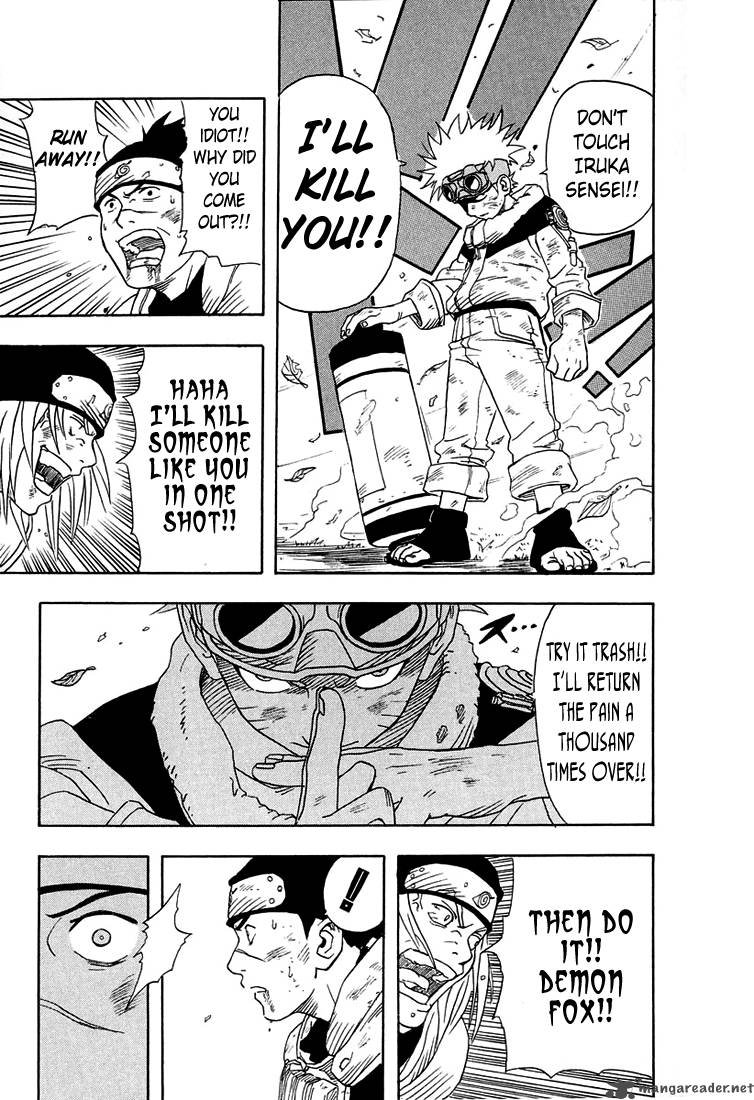 DON'T
TOUCH
IRUKA
SENSEI!!
I'LL
KILL
YOU!!
YOU
IDIOT!!
WHY DID
YOU
COME
OUT?!!
RUN
AWAY!!
HAHA
I'LL KILL
SOMEONE
LIKE YOU
IN ONE
SHOT!!
ス...
TRY IT TRASH!!
I'LL RETURN
THE PAIN A
THOUSAND
TIMES OVER!!
THEN DO
IT!!
DEMON
FOX!!
!
mangareader.net